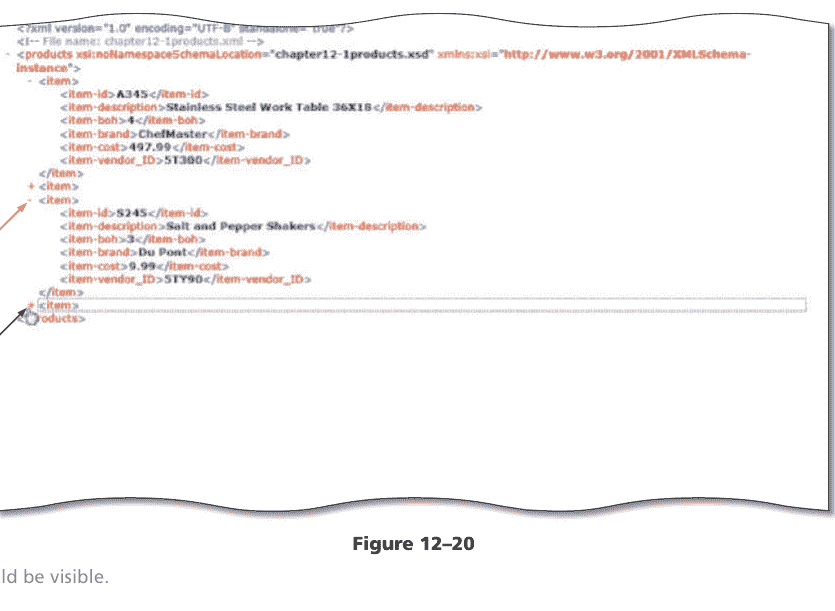 <?xml version="1.0" encoding="UTF-8" standalone="true"?>
<!-- File name: chapter12-1products.xml -->
- <products xsi:noNamespaceSchemaLocation="chapter12-1products.xsd" xmlns:xsi="http://www.w3.org/2001/XMLSchema-
instance">
- <item>
<item-id>A345</item-id>
<item-description>Stainless Steel Work Table 36X18</item-description>
<item-boh>4</item-boh>
<item-brand>ChefMaster</item-brand>
<item-cost>497.99</item-cost>
<item-vendor_ID>5T300</item-vendor_ID>
</item>
+ <item>
- <item>
<item-id>S245</item-id>
<item-description>Salt and Pepper Shakers</item-description>
<item-boh>3</item-boh>
<item-brand>Du Pont</item-brand>
<item-cost>9.99</item-cost>
<item-vendor_ID>5TY90</item-vendor_ID>
</item>
+ <item>
roducts>
Figure 12–20
ld be visible.